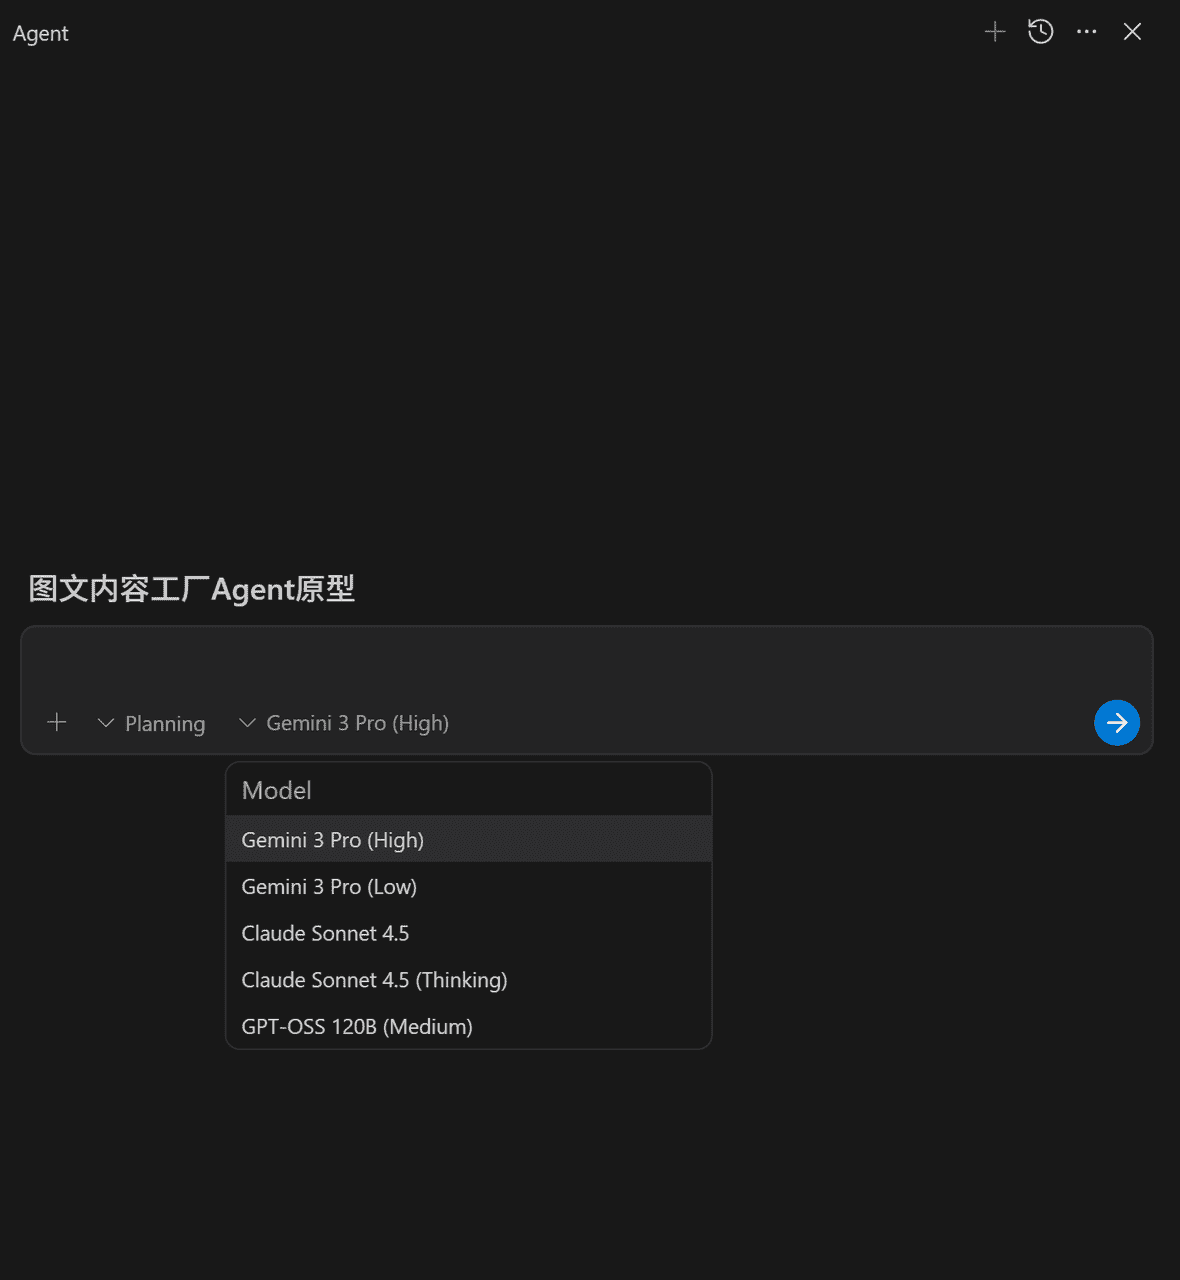 Agent
图文内容工厂Agent原型
Planning
Gemini 3 Pro (High)
Model
Gemini 3 Pro (High)
Gemini 3 Pro (Low)
Claude Sonnet 4.5
Claude Sonnet 4.5 (Thinking)
GPT-OSS 120B (Medium)